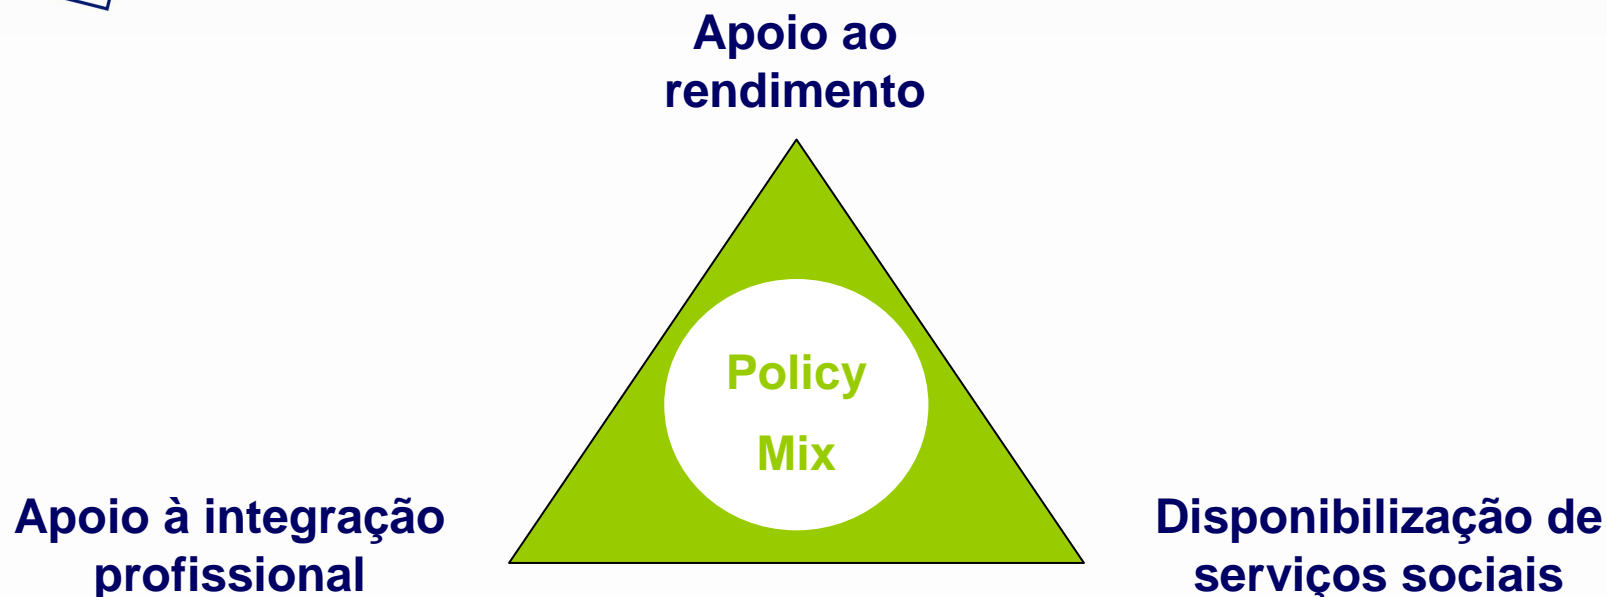 Apoio ao
rendimento
Policy
Mix
Apoio à integração
profissional
Disponibilização de
serviços sociais